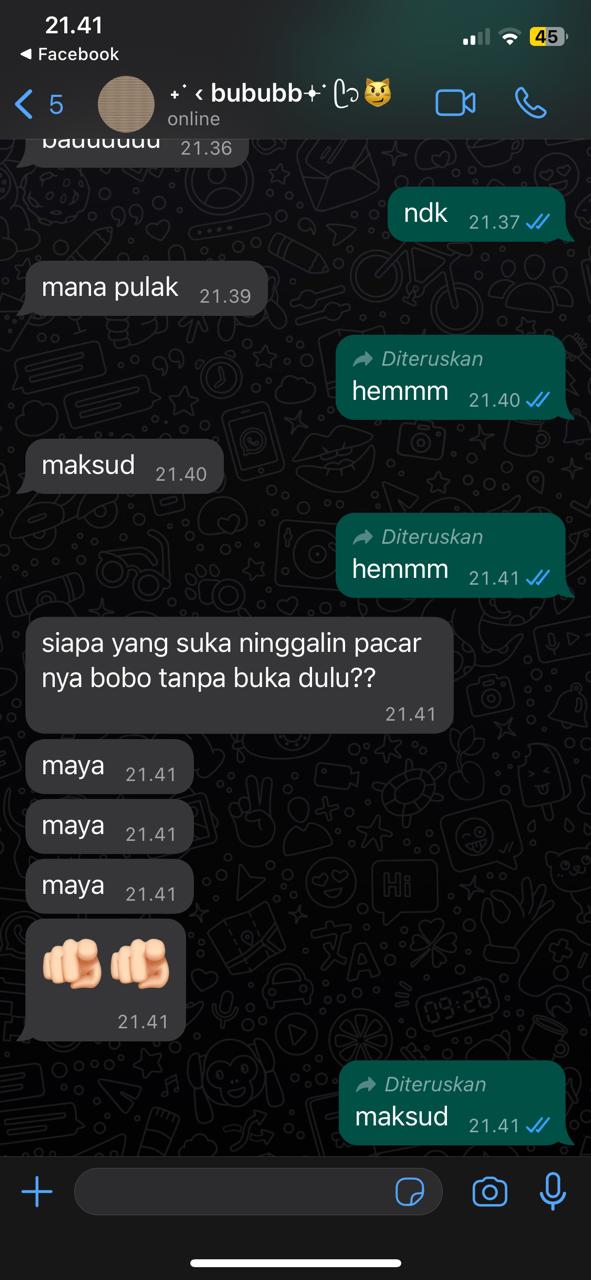 21.41
45
◀ Facebook
5
‹ bububb
😼
online
bauuuuuu 21.36
ndk 21.37
mana pulak 21.39
Diteruskan
hemmm 21.40
maksud 21.40
Diteruskan
hemmm 21.41
siapa yang suka ninggalin pacar
nya bobo tanpa buka dulu??
21.41
maya 21.41
maya 21.41
maya 21.41
🫵🏻🫵🏻
21.41
Diteruskan
maksud 21.41